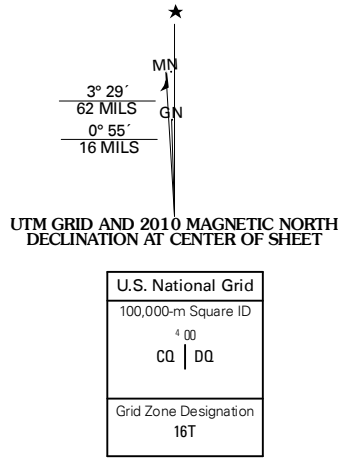 ★
MN
3° 29´
62 MILS
GN
0° 55´
16 MILS
UTM GRID AND 2010 MAGNETIC NORTH
DECLINATION AT CENTER OF SHEET
U.S. National Grid
100,000-m Square ID
4 00
CQ | DQ
Grid Zone Designation
16T